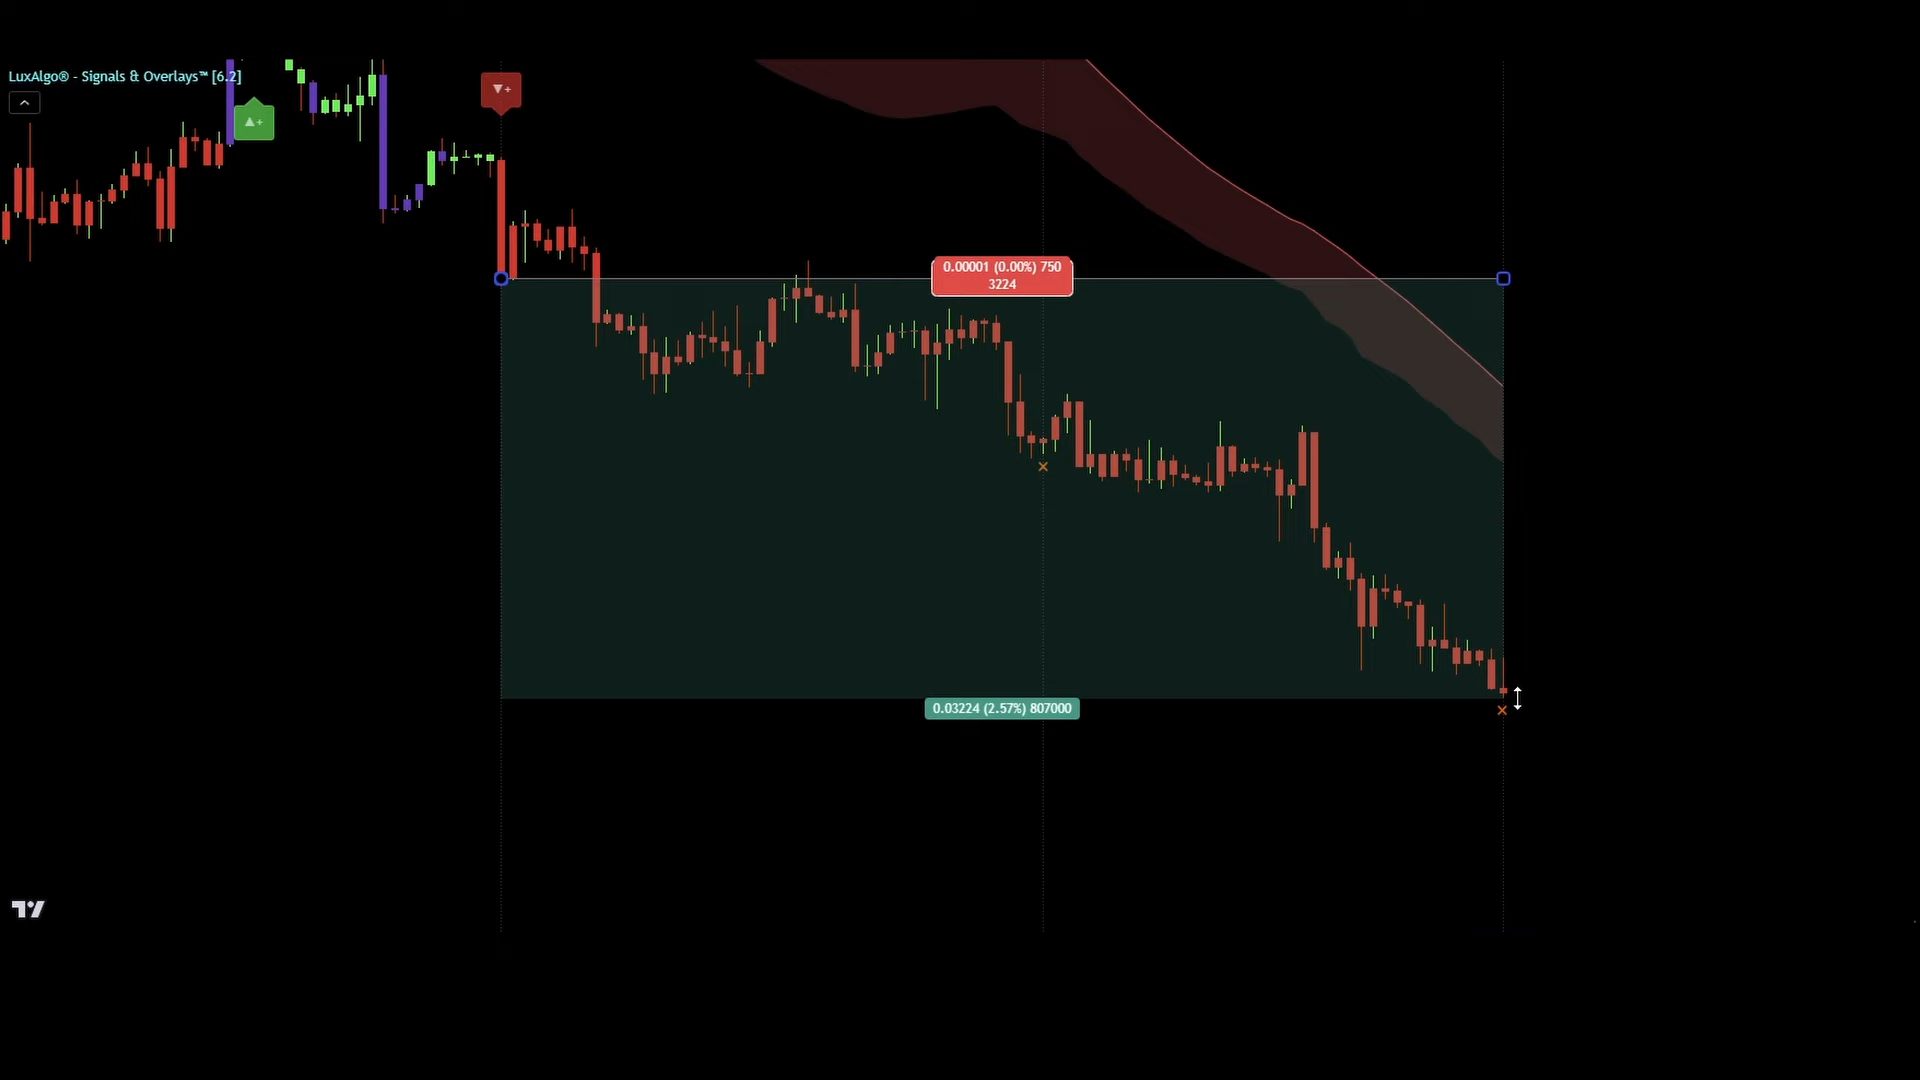 LuxAlgo® - Signals & Overlays™ [6.2]
▼+
▲+
0.00001 (0.00%) 750
3224
0.03224 (2.57%) 807000